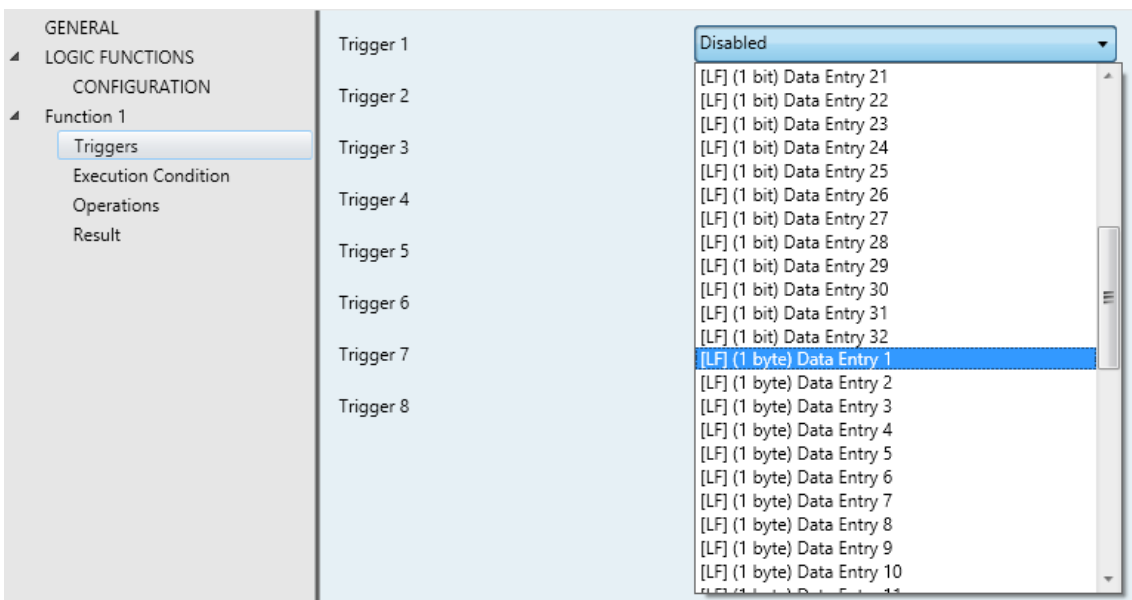 GENERAL
LOGIC FUNCTIONS
CONFIGURATION
Function 1
Triggers
Execution Condition
Operations
Result
Trigger 1
Trigger 2
Trigger 3
Trigger 4
Trigger 5
Trigger 6
Trigger 7
Trigger 8
Disabled
[LF] (1 bit) Data Entry 21
[LF] (1 bit) Data Entry 22
[LF] (1 bit) Data Entry 23
[LF] (1 bit) Data Entry 24
[LF] (1 bit) Data Entry 25
[LF] (1 bit) Data Entry 26
[LF] (1 bit) Data Entry 27
[LF] (1 bit) Data Entry 28
[LF] (1 bit) Data Entry 29
[LF] (1 bit) Data Entry 30
[LF] (1 bit) Data Entry 31
[LF] (1 bit) Data Entry 32
[LF] (1 byte) Data Entry 1
[LF] (1 byte) Data Entry 2
[LF] (1 byte) Data Entry 3
[LF] (1 byte) Data Entry 4
[LF] (1 byte) Data Entry 5
[LF] (1 byte) Data Entry 6
[LF] (1 byte) Data Entry 7
[LF] (1 byte) Data Entry 8
[LF] (1 byte) Data Entry 9
[LF] (1 byte) Data Entry 10